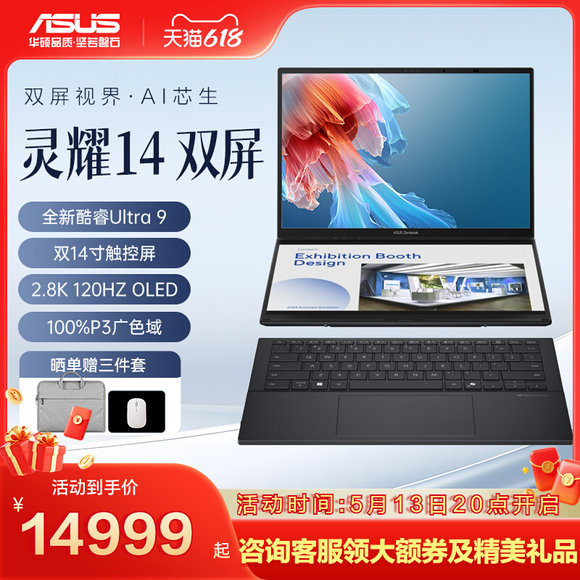 ASUS
华硕品质·坚若磐石
天猫618
双屏视界·AI芯生
灵耀14 双屏
全新酷睿Ultra 9
双14寸触控屏
2.8K 120HZ OLED
100%P3广色域
晒单赠三件套
ASUS Zenbook
Exhibition Booth
Design
活动到手价:
¥14999 起
活动时间:5月13日20点开启
咨询客服领大额券及精美礼品